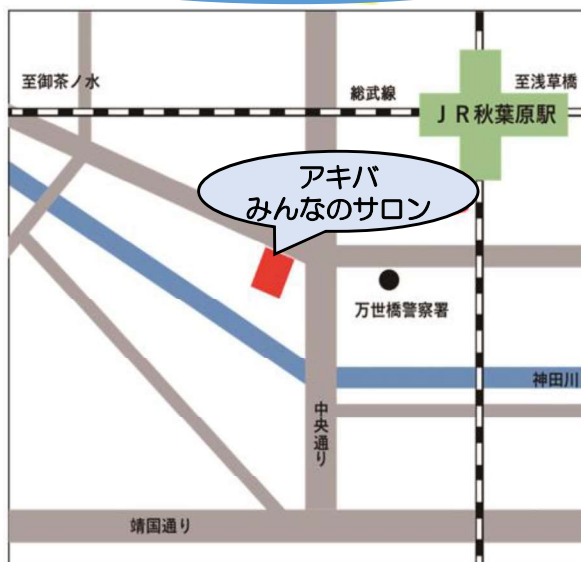 至御茶ノ水
総武線
至浅草橋
JR秋葉原駅
アキバ
みんなのサロン
万世橋警察署
神田川
中央通り
靖国通り